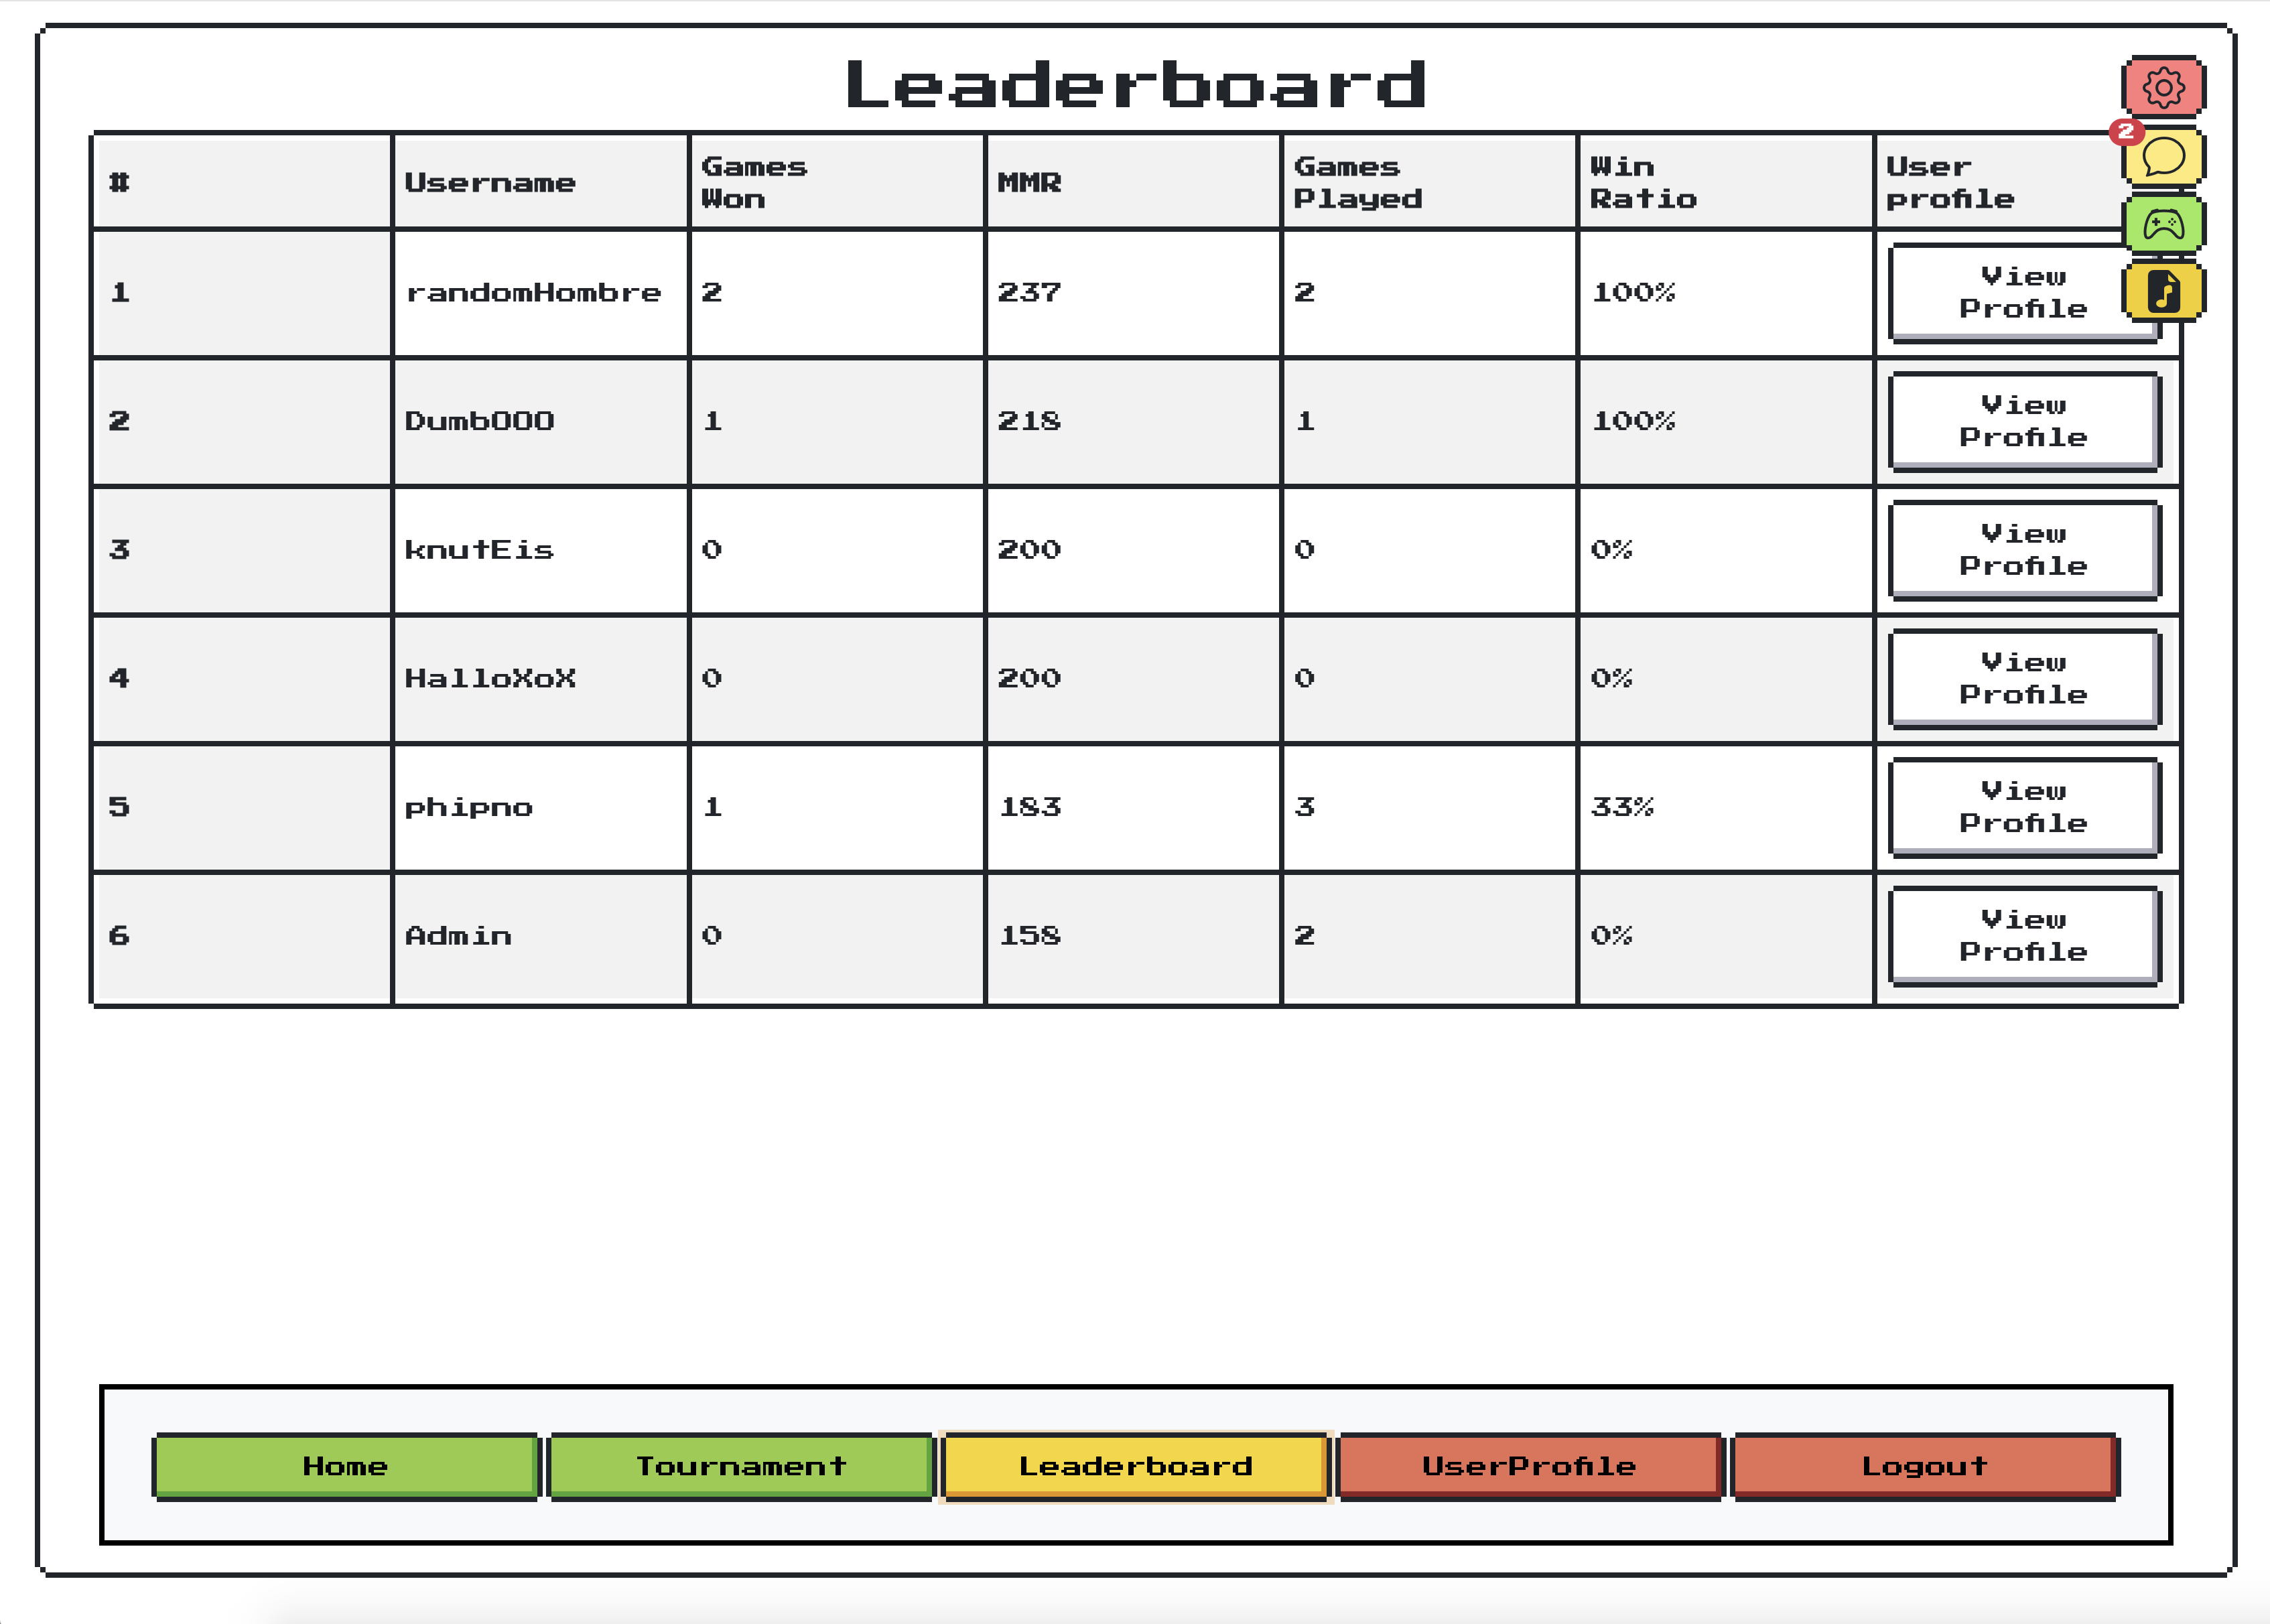 Leaderboard
2
# Username Games Won MMR Games Played Win Ratio User profile
1 randomHombre 2 237 2 100% View Profile
2 Dumb000 1 218 1 100% View Profile
3 knutEis 0 200 0 0% View Profile
4 HalloXoX 0 200 0 0% View Profile
5 phipno 1 183 3 33% View Profile
6 Admin 0 158 2 0% View Profile
Home Tournament Leaderboard UserProfile Logout